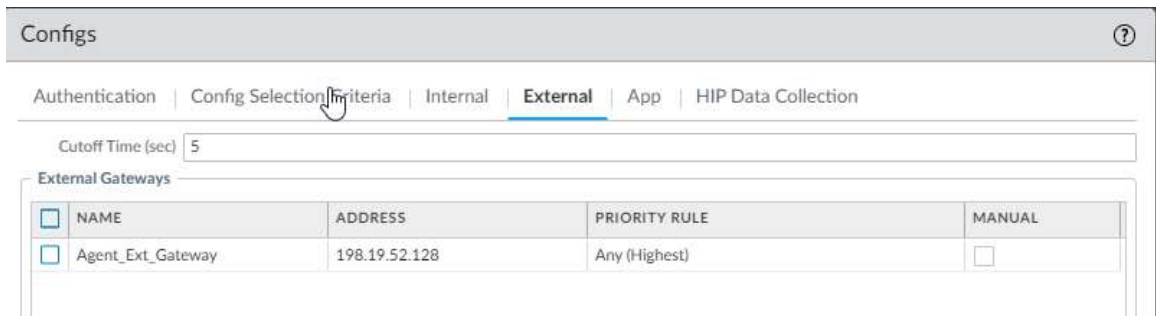 Configs
Authentication | Config Selection Criteria | Internal | External | App | HIP Data Collection
Cutoff Time (sec) 5
External Gateways
NAME ADDRESS PRIORITY RULE MANUAL
Agent_Ext_Gateway 198.19.52.128 Any (Highest)